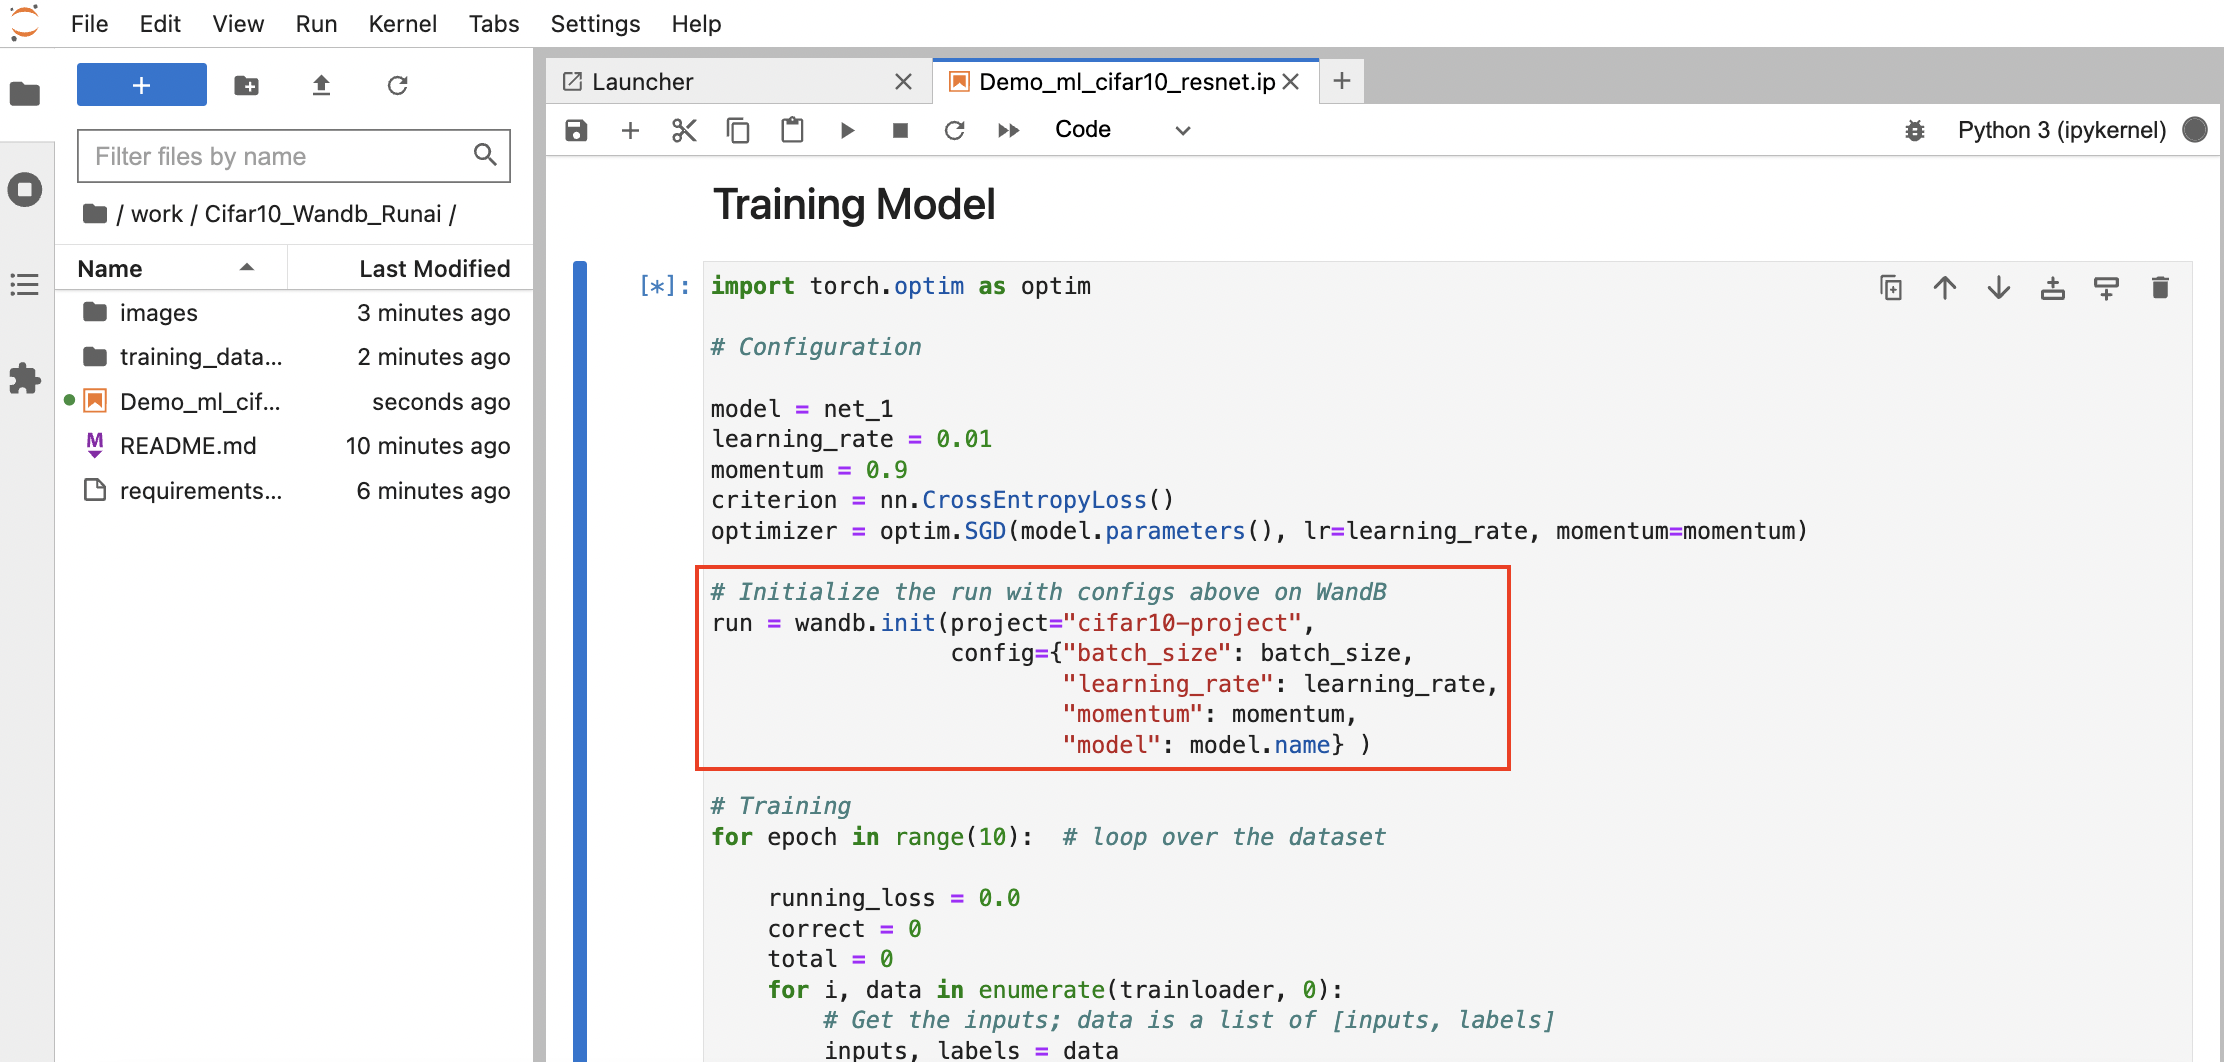 File Edit View Run Kernel Tabs Settings Help
Launcher
Demo_ml_cifar10_resnet.ip
Code
Python 3 (ipykernel)
Filter files by name
/ work / Cifar10_Wandb_Runai /
Name Last Modified
images 3 minutes ago
training_data... 2 minutes ago
Demo_ml_cif... seconds ago
README.md 10 minutes ago
requirements... 6 minutes ago
Training Model
[*]: import torch.optim as optim
# Configuration
model = net_1
learning_rate = 0.01
momentum = 0.9
criterion = nn.CrossEntropyLoss()
optimizer = optim.SGD(model.parameters(), lr=learning_rate, momentum=momentum)
# Initialize the run with configs above on WandB
run = wandb.init(project="cifar10-project",
config={"batch_size": batch_size,
"learning_rate": learning_rate,
"momentum": momentum,
"model": model.name} )
# Training
for epoch in range(10):  # loop over the dataset
running_loss = 0.0
correct = 0
total = 0
for i, data in enumerate(trainloader, 0):
# Get the inputs; data is a list of [inputs, labels]
inputs, labels = data